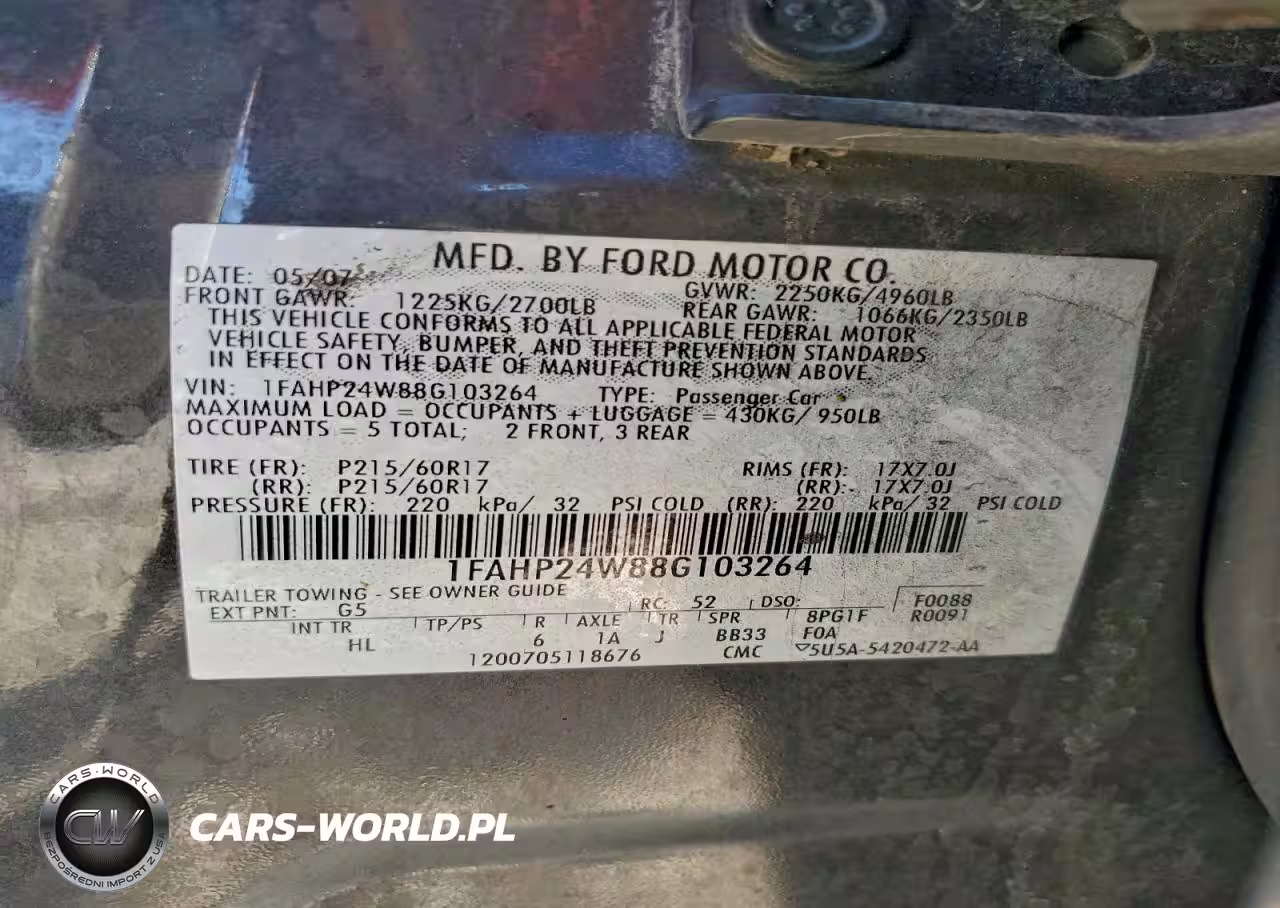 MFD. BY FORD MOTOR CO.
DATE: 05/07
GVWR: 2250KG/4960LB
FRONT GAWR: 1225KG/2700LB
REAR GAWR: 1066KG/2350LB
THIS VEHICLE CONFORMS TO ALL APPLICABLE FEDERAL MOTOR
VEHICLE SAFETY, BUMPER, AND THEFT PREVENTION STANDARDS
IN EFFECT ON THE DATE OF MANUFACTURE SHOWN ABOVE.
VIN: 1FAHP24W88G103264 TYPE: Passenger Car
MAXIMUM LOAD = OCCUPANTS + LUGGAGE = 430KG/ 950LB
OCCUPANTS = 5 TOTAL; 2 FRONT, 3 REAR
TIRE (FR): P215/60R17 RIMS (FR): 17X7.0J
(RR): P215/60R17 (RR): 17X7.0J
PRESSURE (FR): 220 kPa/ 32 PSI COLD (RR): 220 kPa/ 32 PSI COLD
1FAHP24W88G103264
TRAILER TOWING - SEE OWNER GUIDE
EXT PNT: G5 RC: 52 DSO: F0088
INT TR TP/PS R AXLE TR SPR 8PG1F R0091
HL 6 1A J BB33 F0A
1200705118676 CMC ▽5U5A-5420472-AA
CARS-WORLD
CW
BEZPOŚREDNI IMPORT Z USA
CARS-WORLD.PL